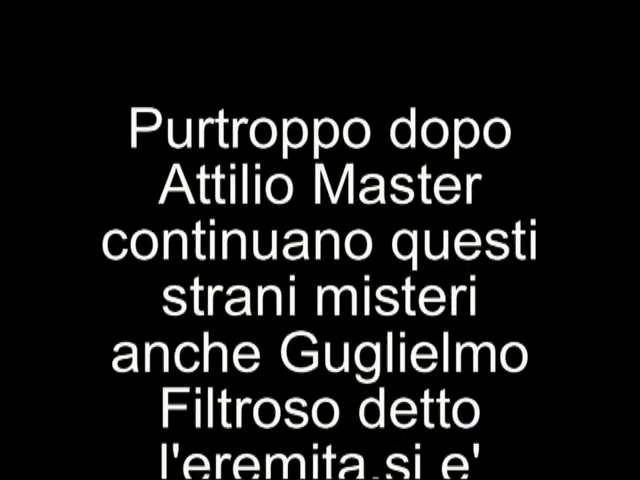 Purtroppo dopo
Attilio Master
continuano questi
strani misteri
anche Guglielmo
Filtroso detto
l'eremita,si e'